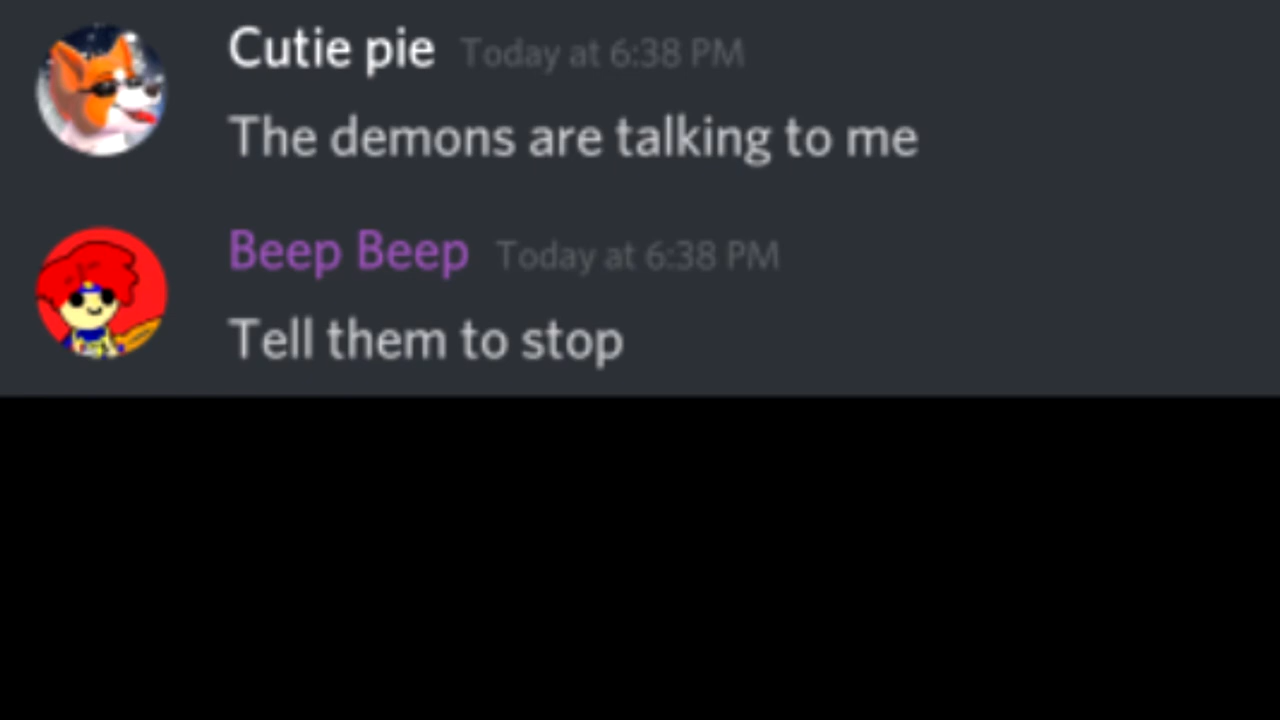 Cutie pie Today at 6:38 PM
The demons are talking to me
Beep Beep Today at 6:38 PM
Tell them to stop